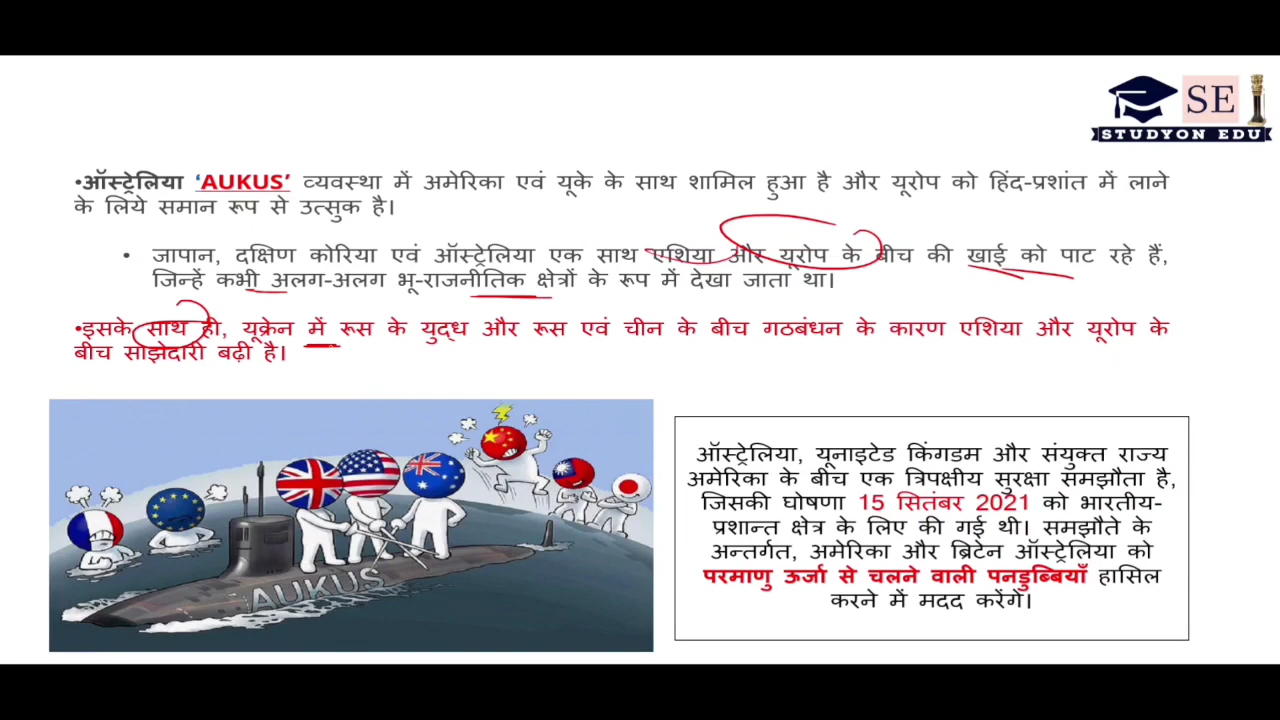 SE
STUDYON EDU
•ऑस्ट्रेलिया ‘AUKUS’ व्यवस्था में अमेरिका एवं यूके के साथ शामिल हुआ है और यूरोप को हिंद-प्रशांत में लाने
के लिये समान रूप से उत्सुक है।
• जापान, दक्षिण कोरिया एवं ऑस्ट्रेलिया एक साथ एशिया और यूरोप के बीच की खाई को पाट रहे हैं,
जिन्हें कभी अलग-अलग भू-राजनीतिक क्षेत्रों के रूप में देखा जाता था।
•इसके साथ ही, यूक्रेन में रूस के युद्ध और रूस एवं चीन के बीच गठबंधन के कारण एशिया और यूरोप के
बीच साझेदारी बढ़ी है।
AUKUS
ऑस्ट्रेलिया, यूनाइटेड किंगडम और संयुक्त राज्य
अमेरिका के बीच एक त्रिपक्षीय सुरक्षा समझौता है,
जिसकी घोषणा 15 सितंबर 2021 को भारतीय-
प्रशान्त क्षेत्र के लिए की गई थी। समझौते के
अन्तर्गत, अमेरिका और ब्रिटेन ऑस्ट्रेलिया को
परमाणु ऊर्जा से चलने वाली पनडुब्बियाँ हासिल
करने में मदद करेंगे।